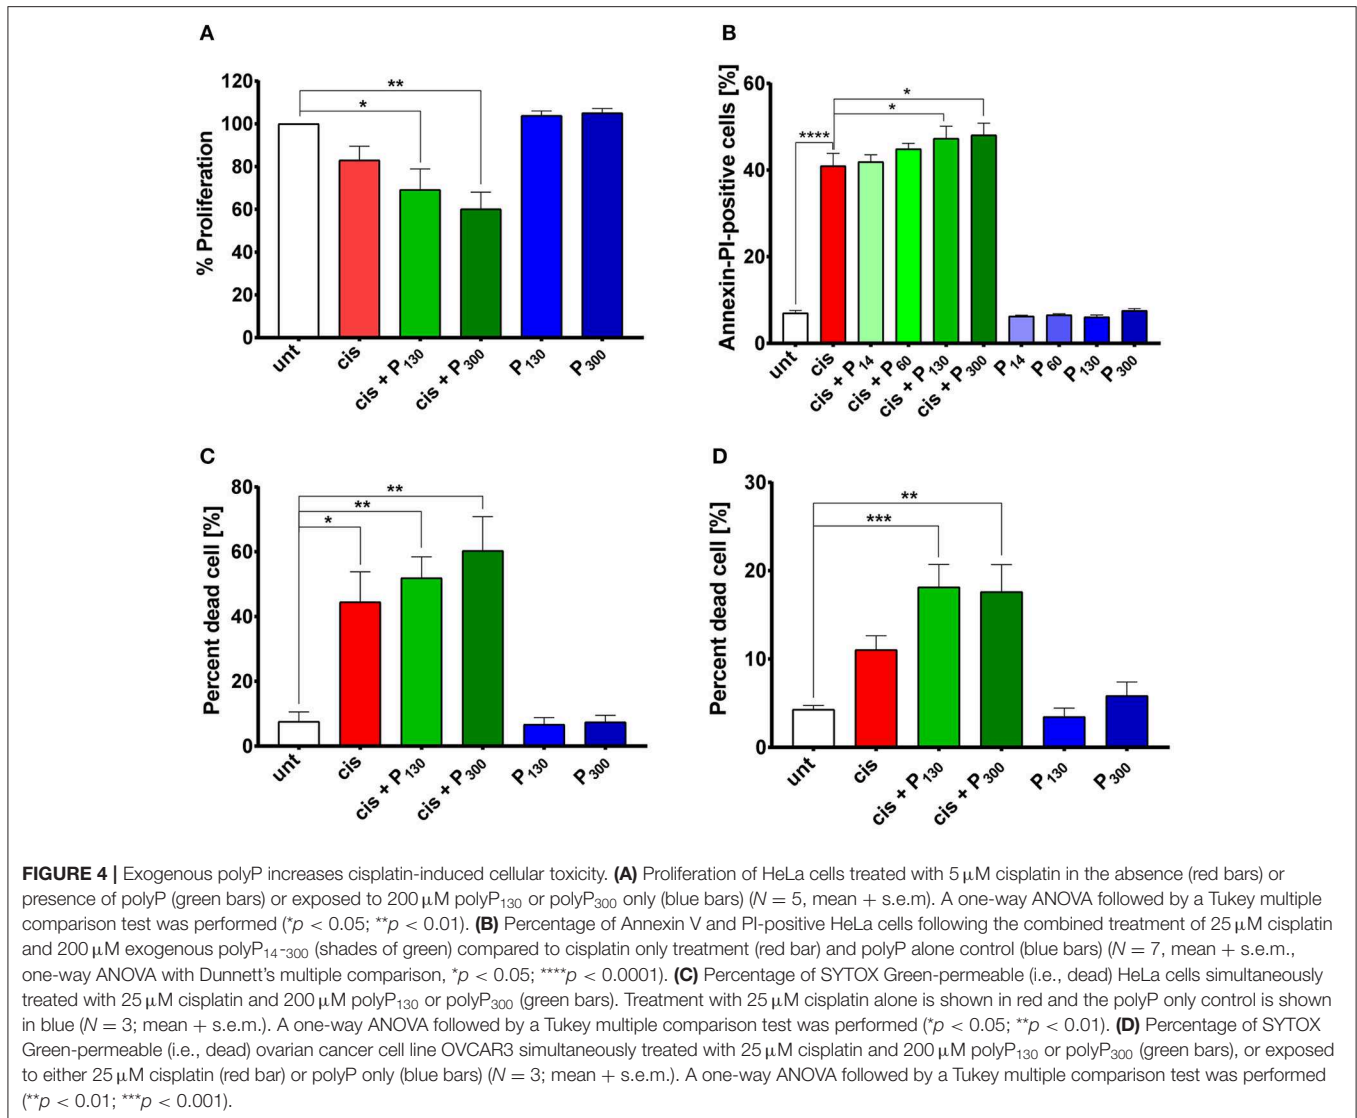 A
% Proliferation
120
100
80
60
40
20
0
**
*
unt
cis
cis + P130
cis + P300
P130
P300
B
Annexin-PI-positive cells [%]
60
40
20
0
*
*
****
unt
cis
cis + P14
cis + P60
cis + P130
cis + P300
P14
P60
P130
P300
C
Percent dead cell [%]
80
60
40
20
0
**
**
*
unt
cis
cis + P130
cis + P300
P130
P300
D
Percent dead cell [%]
30
20
10
0
**
***
unt
cis
cis + P130
cis + P300
P130
P300
FIGURE 4 | Exogenous polyP increases cisplatin-induced cellular toxicity. (A) Proliferation of HeLa cells treated with 5 μM cisplatin in the absence (red bars) or
presence of polyP (green bars) or exposed to 200 μM polyP130 or polyP300 only (blue bars) (N = 5, mean + s.e.m). A one-way ANOVA followed by a Tukey multiple
comparison test was performed (*p < 0.05; **p < 0.01). (B) Percentage of Annexin V and PI-positive HeLa cells following the combined treatment of 25 μM cisplatin
and 200 μM exogenous polyP14-300 (shades of green) compared to cisplatin only treatment (red bar) and polyP alone control (blue bars) (N = 7, mean + s.e.m.,
one-way ANOVA with Dunnett's multiple comparison, *p < 0.05; ****p < 0.0001). (C) Percentage of SYTOX Green-permeable (i.e., dead) HeLa cells simultaneously
treated with 25 μM cisplatin and 200 μM polyP130 or polyP300 (green bars). Treatment with 25 μM cisplatin alone is shown in red and the polyP only control is shown
in blue (N = 3; mean + s.e.m.). A one-way ANOVA followed by a Tukey multiple comparison test was performed (*p < 0.05; **p < 0.01). (D) Percentage of SYTOX
Green-permeable (i.e., dead) ovarian cancer cell line OVCAR3 simultaneously treated with 25 μM cisplatin and 200 μM polyP130 or polyP300 (green bars), or exposed
to either 25 μM cisplatin (red bar) or polyP only (blue bars) (N = 3; mean + s.e.m.). A one-way ANOVA followed by a Tukey multiple comparison test was performed
(**p < 0.01; ***p < 0.001).